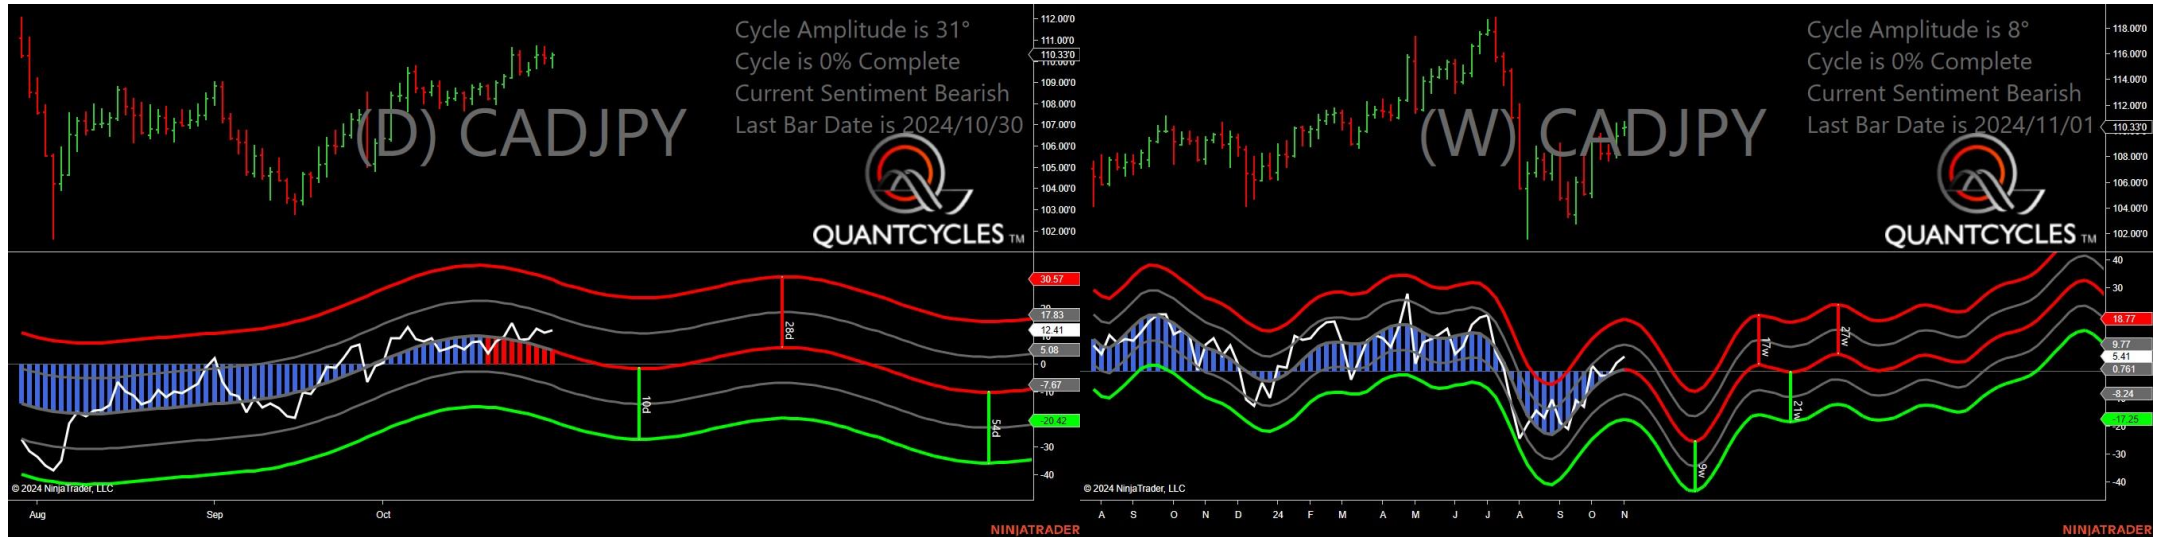 Cycle Amplitude is 31°
Cycle is 0% Complete
Current Sentiment Bearish
Last Bar Date is 2024/10/30
(D) CADJPY
QUANTCYCLES TM
112.00'0
111.00'0
110.33'0
109.00'0
108.00'0
107.00'0
106.00'0
105.00'0
104.00'0
103.00'0
102.00'0
30.57
17.83
12.41
5.08
0
-7.67
-20.42
-30
-40
28d
10d
54d
© 2024 NinjaTrader, LLC
Aug Sep Oct
NINJATRADER
Cycle Amplitude is 8°
Cycle is 0% Complete
Current Sentiment Bearish
Last Bar Date is 2024/11/01
(W) CADJPY
QUANTCYCLES TM
118.00'0
116.00'0
114.00'0
112.00'0
110.33'0
108.00'0
106.00'0
104.00'0
102.00'0
40
30
18.77
9.77
5.41
0.761
-8.24
-17.25
-30
-40
17w
27w
21w
9w
© 2024 NinjaTrader, LLC
A S O N D 24 F M A M J J A S O N
NINJATRADER